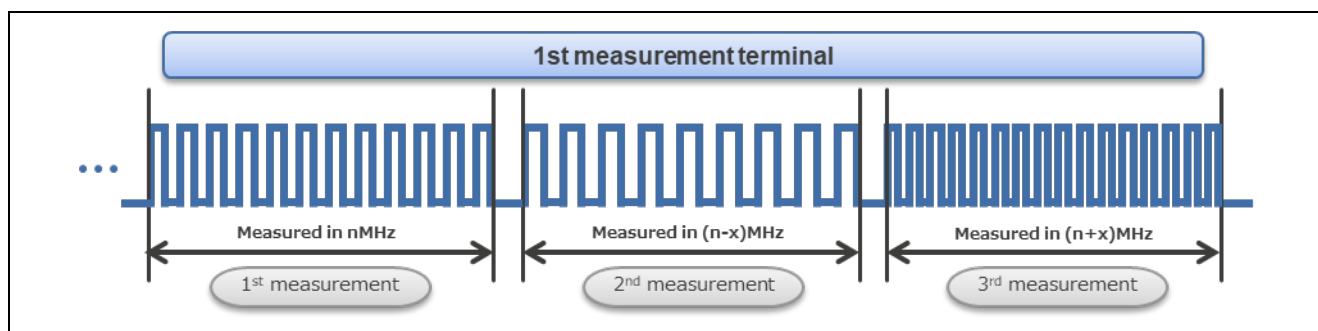 1st measurement terminal
...
Measured in nMHz
Measured in (n-x)MHz
Measured in (n+x)MHz
1st measurement
2nd measurement
3rd measurement